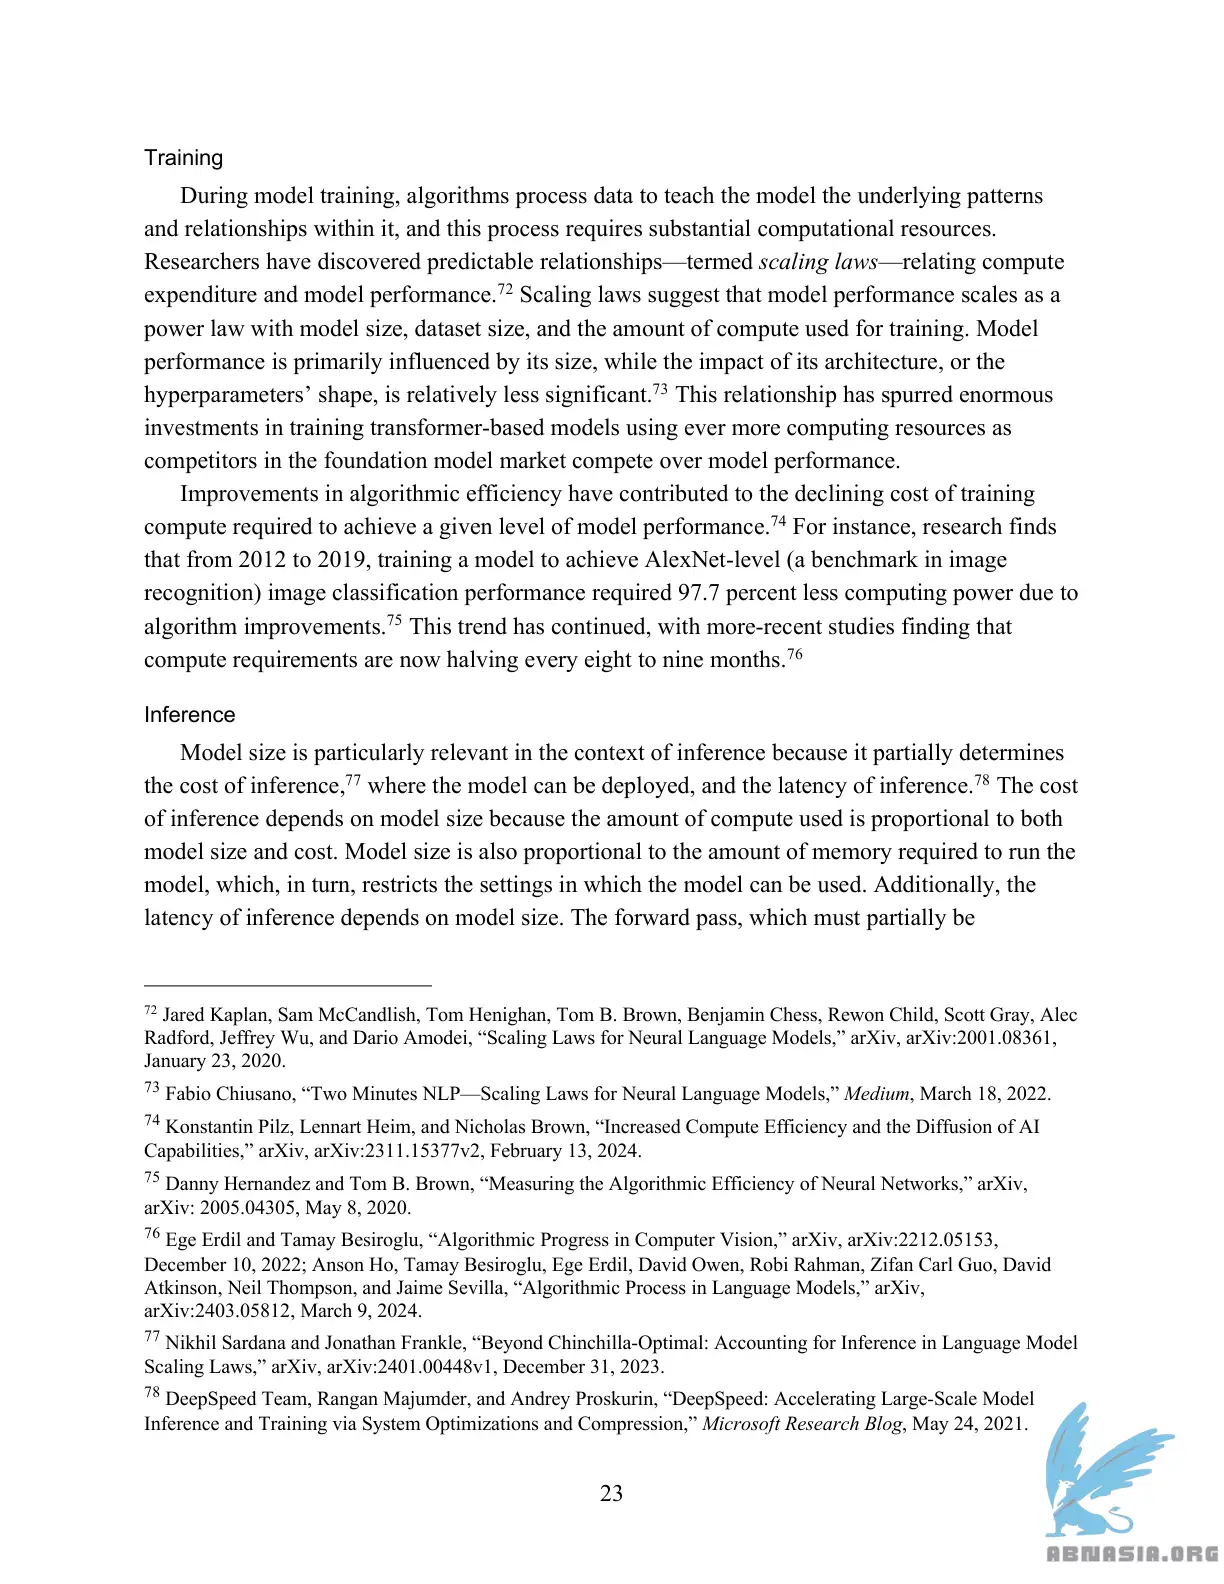 Training
During model training, algorithms process data to teach the model the underlying patterns
and relationships within it, and this process requires substantial computational resources.
Researchers have discovered predictable relationships—termed scaling laws—relating compute
expenditure and model performance.72 Scaling laws suggest that model performance scales as a
power law with model size, dataset size, and the amount of compute used for training. Model
performance is primarily influenced by its size, while the impact of its architecture, or the
hyperparameters’ shape, is relatively less significant.73 This relationship has spurred enormous
investments in training transformer-based models using ever more computing resources as
competitors in the foundation model market compete over model performance.
Improvements in algorithmic efficiency have contributed to the declining cost of training
compute required to achieve a given level of model performance.74 For instance, research finds
that from 2012 to 2019, training a model to achieve AlexNet-level (a benchmark in image
recognition) image classification performance required 97.7 percent less computing power due to
algorithm improvements.75 This trend has continued, with more-recent studies finding that
compute requirements are now halving every eight to nine months.76
Inference
Model size is particularly relevant in the context of inference because it partially determines
the cost of inference,77 where the model can be deployed, and the latency of inference.78 The cost
of inference depends on model size because the amount of compute used is proportional to both
model size and cost. Model size is also proportional to the amount of memory required to run the
model, which, in turn, restricts the settings in which the model can be used. Additionally, the
latency of inference depends on model size. The forward pass, which must partially be
72 Jared Kaplan, Sam McCandlish, Tom Henighan, Tom B. Brown, Benjamin Chess, Rewon Child, Scott Gray, Alec
Radford, Jeffrey Wu, and Dario Amodei, “Scaling Laws for Neural Language Models,” arXiv, arXiv:2001.08361,
January 23, 2020.
73 Fabio Chiusano, “Two Minutes NLP—Scaling Laws for Neural Language Models,” Medium, March 18, 2022.
74 Konstantin Pilz, Lennart Heim, and Nicholas Brown, “Increased Compute Efficiency and the Diffusion of AI
Capabilities,” arXiv, arXiv:2311.15377v2, February 13, 2024.
75 Danny Hernandez and Tom B. Brown, “Measuring the Algorithmic Efficiency of Neural Networks,” arXiv,
arXiv: 2005.04305, May 8, 2020.
76 Ege Erdil and Tamay Besiroglu, “Algorithmic Progress in Computer Vision,” arXiv, arXiv:2212.05153,
December 10, 2022; Anson Ho, Tamay Besiroglu, Ege Erdil, David Owen, Robi Rahman, Zifan Carl Guo, David
Atkinson, Neil Thompson, and Jaime Sevilla, “Algorithmic Process in Language Models,” arXiv,
arXiv:2403.05812, March 9, 2024.
77 Nikhil Sardana and Jonathan Frankle, “Beyond Chinchilla-Optimal: Accounting for Inference in Language Model
Scaling Laws,” arXiv, arXiv:2401.00448v1, December 31, 2023.
78 DeepSpeed Team, Rangan Majumder, and Andrey Proskurin, “DeepSpeed: Accelerating Large-Scale Model
Inference and Training via System Optimizations and Compression,” Microsoft Research Blog, May 24, 2021.
23
ABNASIA.ORG